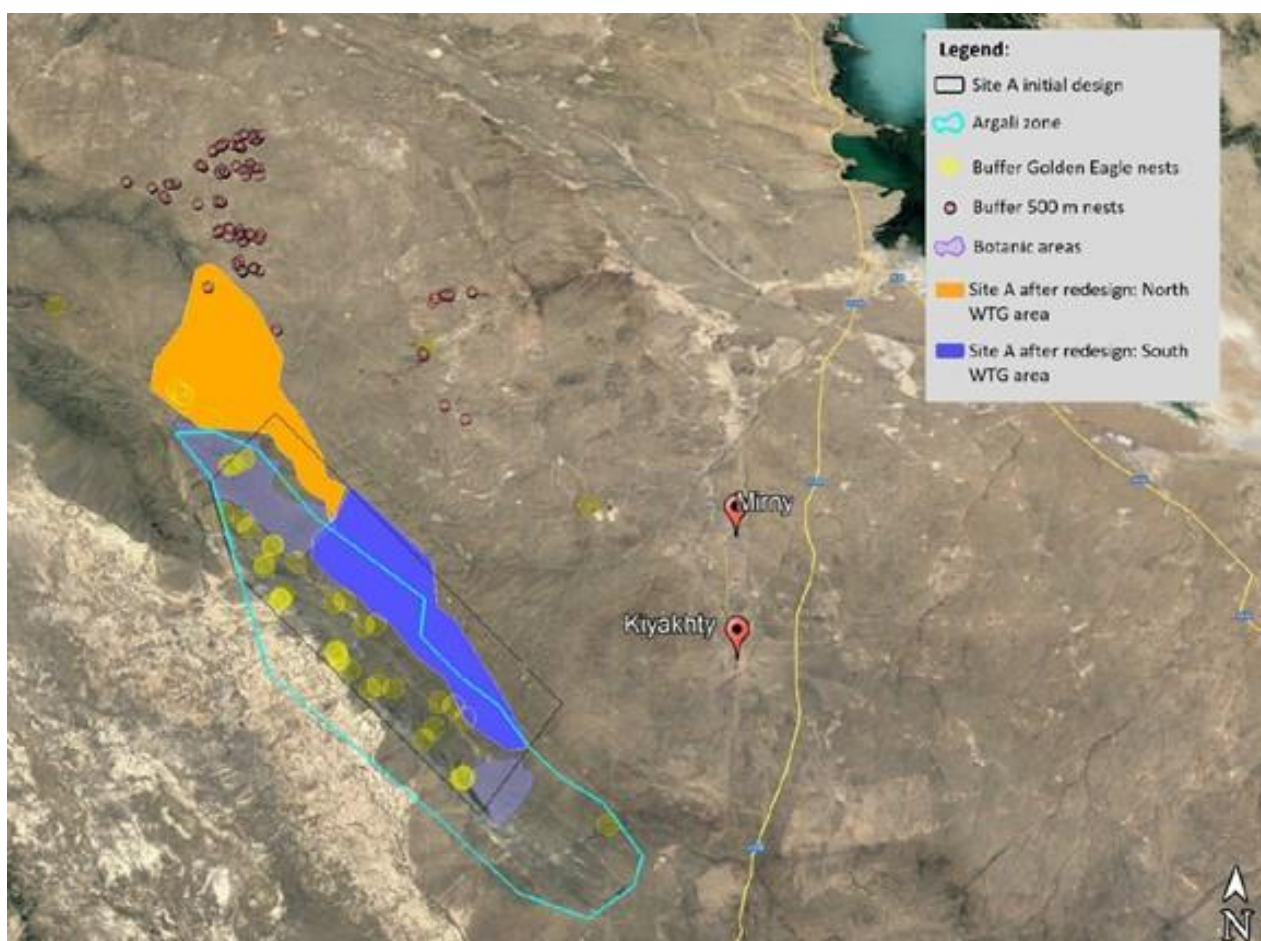 Legend:
Site A initial design
Argali zone
Buffer Golden Eagle nests
Buffer 500 m nests
Botanic areas
Site A after redesign: North
WTG area
Site A after redesign: South
WTG area
Mirny
Kiyakhty
N